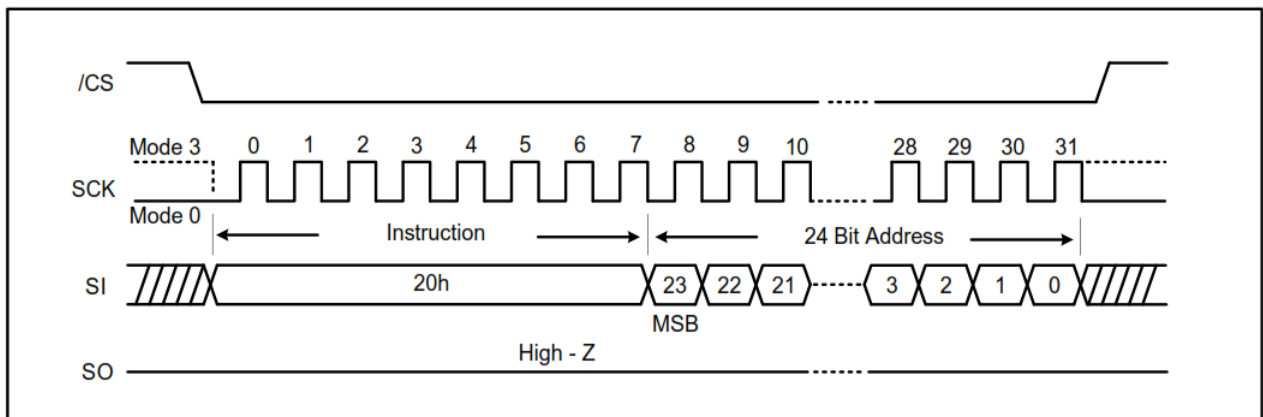 /CS
Mode 3 0 1 2 3 4 5 6 7 8 9 10 28 29 30 31
SCK
Mode 0
Instruction 24 Bit Address
SI 20h 23 22 21 3 2 1 0
MSB
High - Z
SO